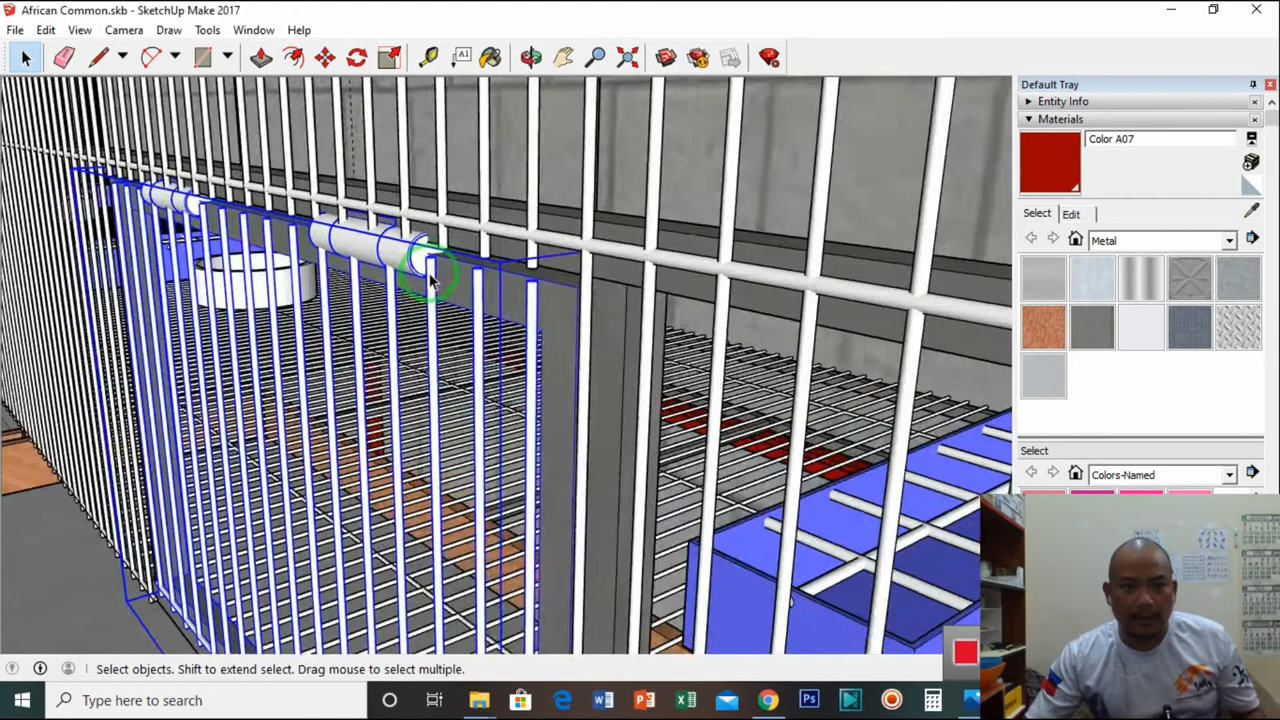 African Common.skb - SketchUp Make 2017
File Edit View Camera Draw Tools Window Help
A1
Default Tray
Entity Info
Materials
Color A07
Select Edit
Metal
Select
Colors-Named
Select objects. Shift to extend select. Drag mouse to select multiple.
Type here to search
Ps